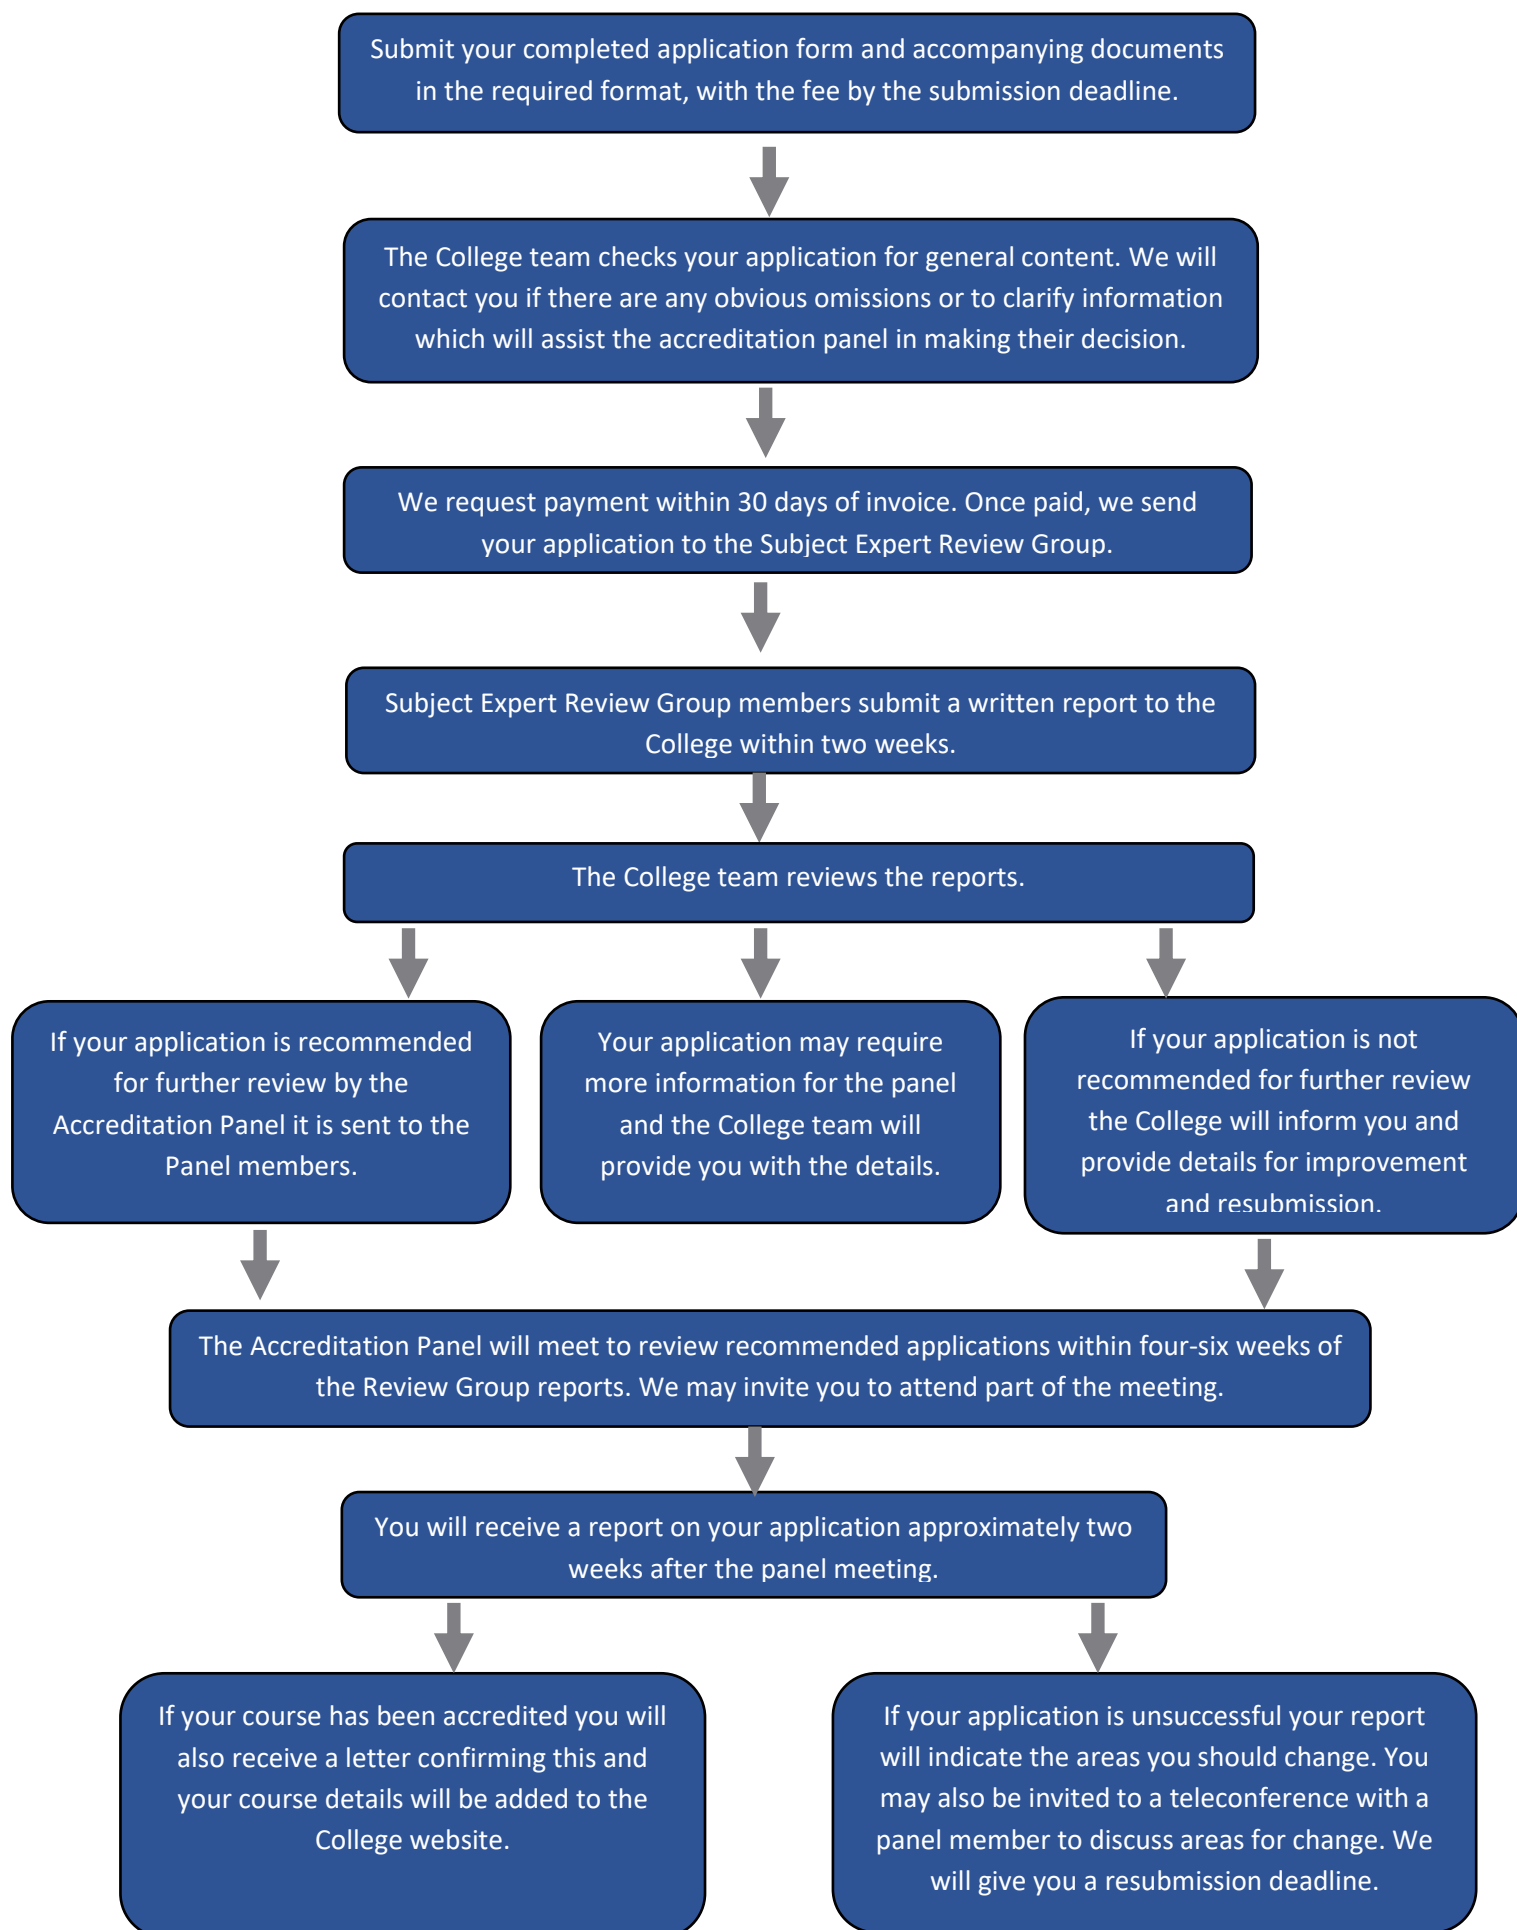 Submit your completed application form and accompanying documents
in the required format, with the fee by the submission deadline.
The College team checks your application for general content. We will
contact you if there are any obvious omissions or to clarify information
which will assist the accreditation panel in making their decision.
We request payment within 30 days of invoice. Once paid, we send
your application to the Subject Expert Review Group.
Subject Expert Review Group members submit a written report to the
College within two weeks.
The College team reviews the reports.
If your application is recommended
for further review by the
Accreditation Panel it is sent to the
Panel members.
Your application may require
more information for the panel
and the College team will
provide you with the details.
If your application is not
recommended for further review
the College will inform you and
provide details for improvement
and resubmission.
The Accreditation Panel will meet to review recommended applications within four-six weeks of
the Review Group reports. We may invite you to attend part of the meeting.
You will receive a report on your application approximately two
weeks after the panel meeting.
If your course has been accredited you will
also receive a letter confirming this and
your course details will be added to the
College website.
If your application is unsuccessful your report
will indicate the areas you should change. You
may also be invited to a teleconference with a
panel member to discuss areas for change. We
will give you a resubmission deadline.